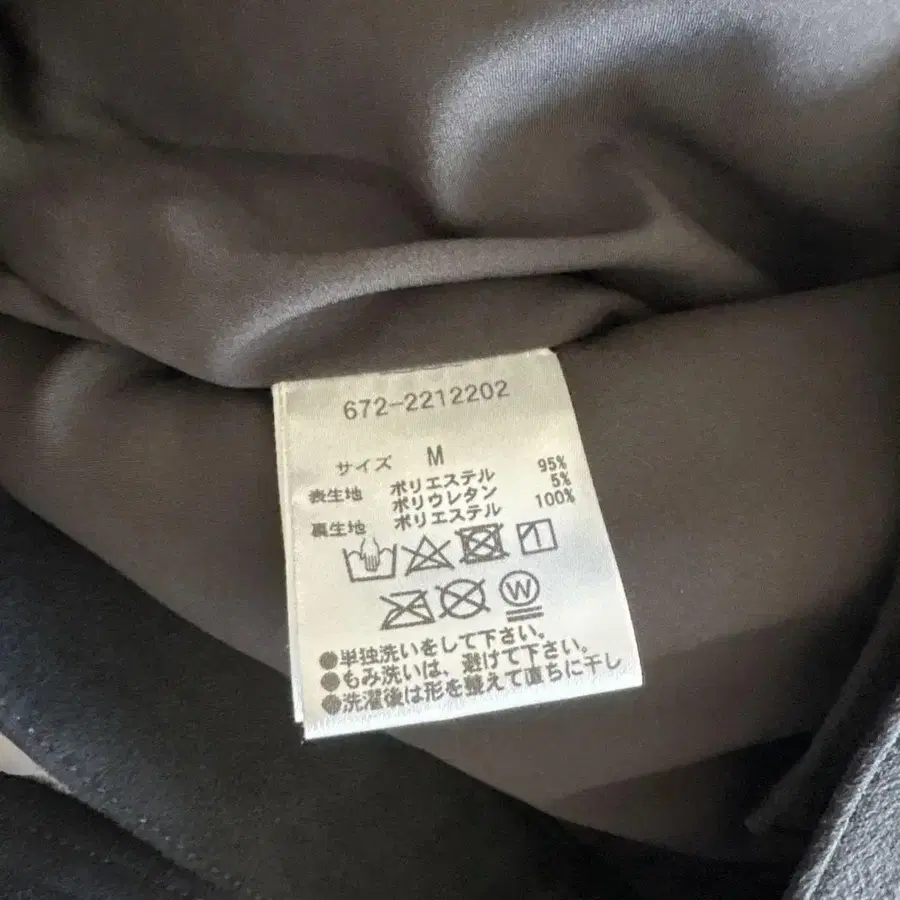 672-2212202
サイズ M
表生地 ポリエステル 95%
ポリウレタン 5%
裏生地 ポリエステル 100%
W
●単独洗いをして下さい。
●もみ洗いは、避けて下さい。
●洗濯後は形を整えて直ちに干し